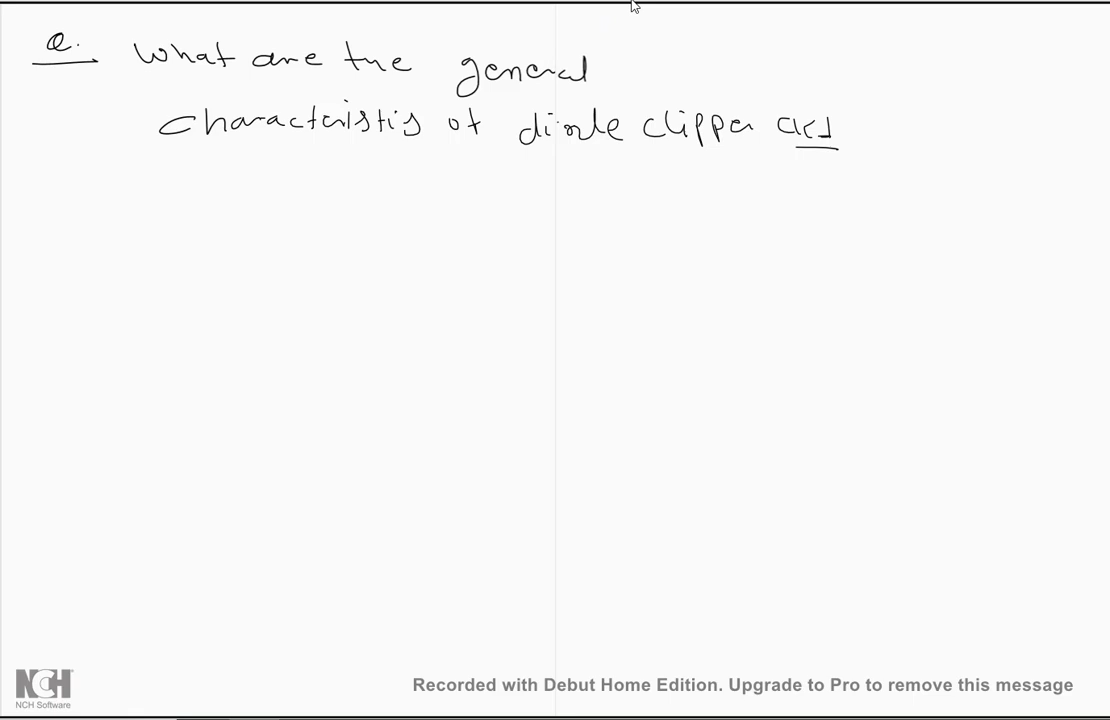 Q. What are the general
characteristis of diode clipper ckt
NCH
NCH Software
Recorded with Debut Home Edition. Upgrade to Pro to remove this message